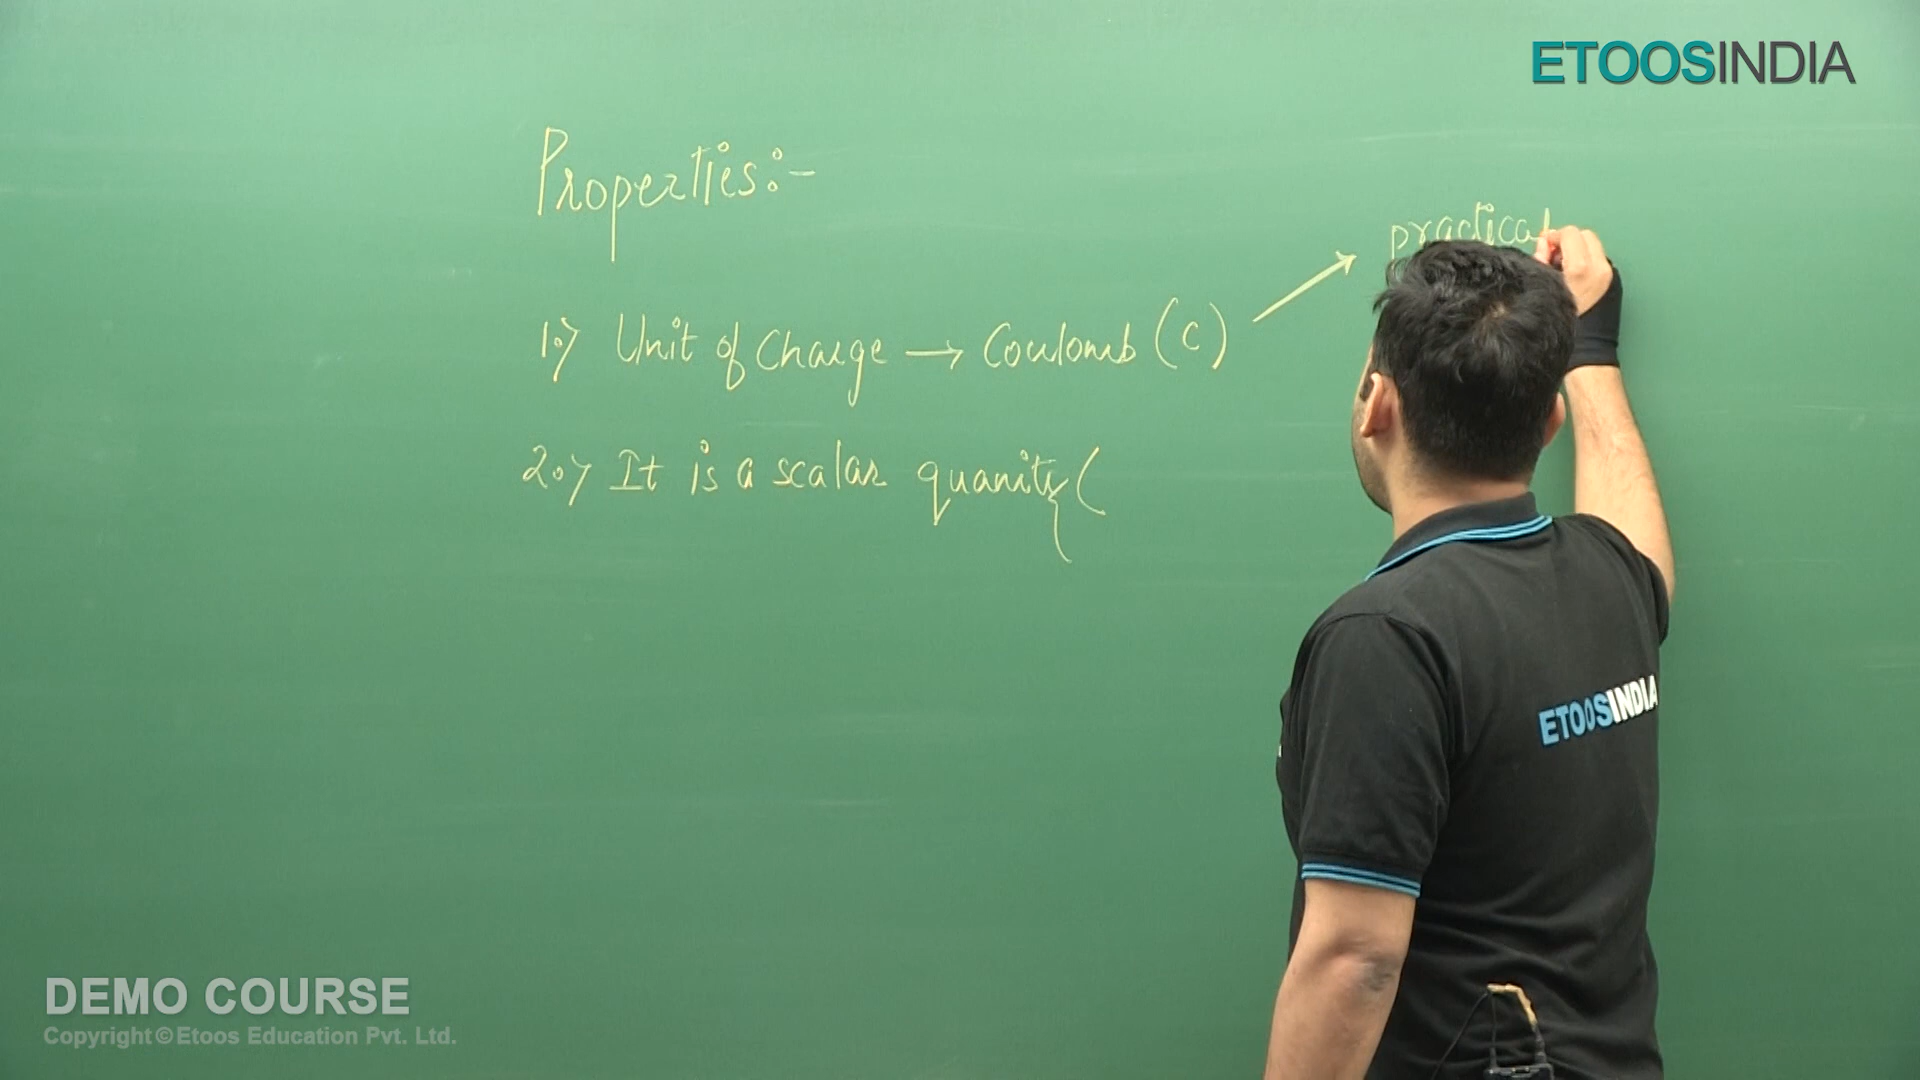 ETOOSINDIA
Properties:-
practical
1.) Unit of Charge → Coulomb (C)
2.) It is a scalar quanity (
ETOOSINDIA
DEMO COURSE
Copyright © Etoos Education Pvt. Ltd.